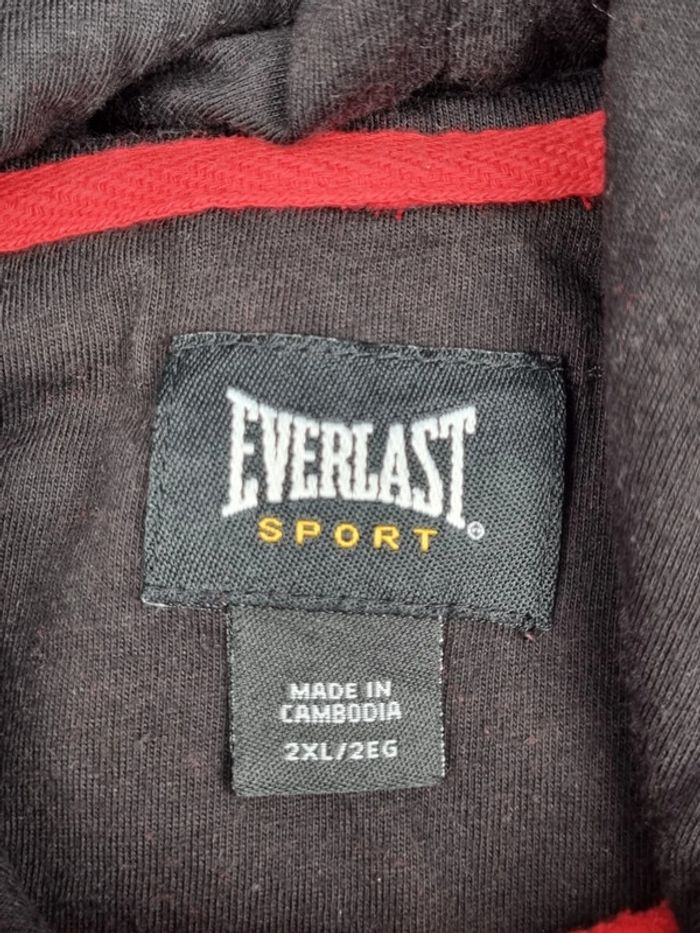 EVERLAST
SPORT
MADE IN
CAMBODIA
2XL/2EG